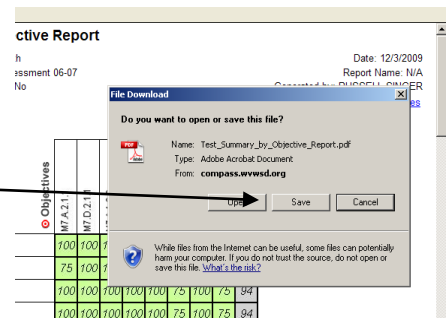 ctive Report
h
Date: 12/3/2009
essment 06-07
Report Name: N/A
No
RUSSELL SINGER
es
File Download
Do you want to open or save this file?
Name: Test_Summary_by_Objective_Report.pdf
Type: Adobe Acrobat Document
From: compass.wvwsd.org
Open
Save
Cancel
While files from the Internet can be useful, some files can potentially
harm your computer. If you do not trust the source, do not open or
save this file. What's the risk?
Objectives
M7.A.2.1.
M7.D.2.1.1
100 100
75 100
100 100 100 100 100 75 100 94
100 100 100 100 100 75 75 94